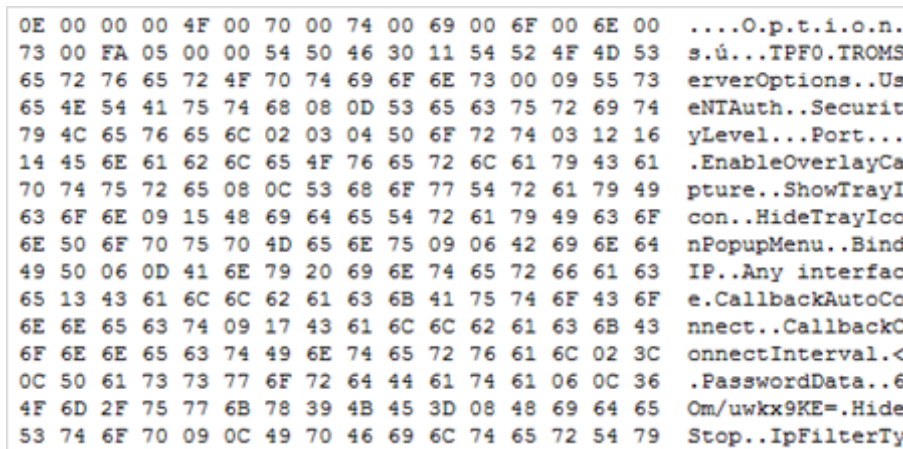 0E 00 00 00 4F 00 70 00 74 00 69 00 6F 00 6E 00 ....O.p.t.i.o.n.
73 00 FA 05 00 00 54 50 46 30 11 54 52 4F 4D 53 s.ú...TPF0.TROMS
65 72 76 65 72 4F 70 74 69 6F 6E 73 00 09 55 73 erverOptions..Us
65 4E 54 41 75 74 68 08 0D 53 65 63 75 72 69 74 eNTAuth..Securit
79 4C 65 76 65 6C 02 03 04 50 6F 72 74 03 12 16 yLevel...Port...
14 45 6E 61 62 6C 65 4F 76 65 72 6C 61 79 43 61 .EnableOverlayCa
70 74 75 72 65 08 0C 53 68 6F 77 54 72 61 79 49 pture..ShowTrayI
63 6F 6E 09 15 48 69 64 65 54 72 61 79 49 63 6F con..HideTrayIco
6E 50 6F 70 75 70 4D 65 6E 75 09 06 42 69 6E 64 nPopupMenu..Bind
49 50 06 0D 41 6E 79 20 69 6E 74 65 72 66 61 63 IP..Any interfac
65 13 43 61 6C 6C 62 61 63 6B 41 75 74 6F 43 6F e.CallbackAutoCo
6E 6E 65 63 74 09 17 43 61 6C 6C 62 61 63 6B 43 nnect..CallbackC
6F 6E 6E 65 63 74 49 6E 74 65 72 76 61 6C 02 3C onnectInterval.<
0C 50 61 73 73 77 6F 72 64 44 61 74 61 06 0C 36 .PasswordData..6
4F 6D 2F 75 77 6B 78 39 4B 45 3D 08 48 69 64 65 Om/uwkx9KE=.Hide
53 74 6F 70 09 0C 49 70 46 69 6C 74 65 72 54 79 Stop..IpFilterTy